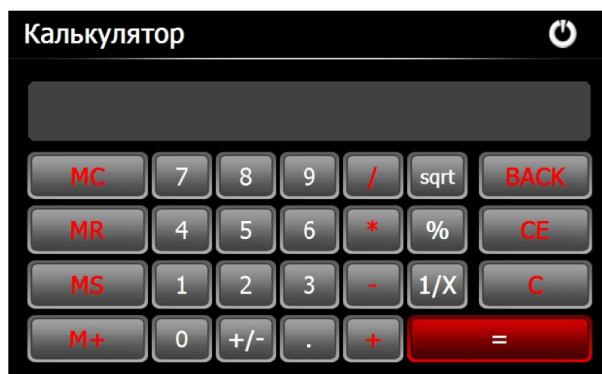 Калькулятор
MC 7 8 9 / sqrt BACK
MR 4 5 6 * % CE
MS 1 2 3 - 1/X C
M+ 0 +/- . + =